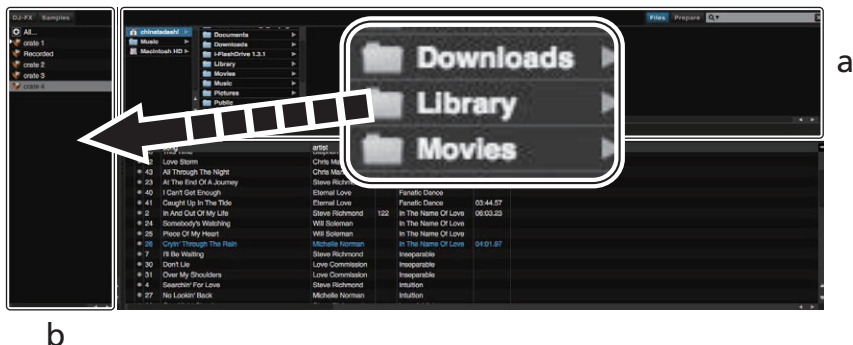 DJ-FX Samples
Files Prepare Q
All...
crate 1
Recorded
crate 2
crate 3
crate 4
chinatadashi
Music
Macintosh HD
Documents
Downloads
i-FlashDrive 1.3.1
Library
Movies
Music
Pictures
Public
Downloads
Library
Movies
a
song artist
Love Storm Chris
43 All Through The Night Chris
23 At The End Of A Journey Steve
40 I Can't Get Enough Eternal Love Fanatic Dance
41 Caught Up In The Tide Eternal Love Fanatic Dance 03:44.57
2 In And Out Of My Life Steve Richmond 122 In The Name Of Love 06:03.23
24 Somebody's Watching Will Soleman In The Name Of Love
25 Piece Of My Heart Will Soleman In The Name Of Love
26 Cryin' Through The Rain Michelle Norman In The Name Of Love 04:01.97
7 I'll Be Waiting Steve Richmond Inseparable
30 Don't Lie Love Commission Inseparable
31 Over My Shoulders Love Commission Inseparable
4 Searchin' For Love Steve Richmond Intuition
27 No Lookin' Back Michelle Norman Intuition
b